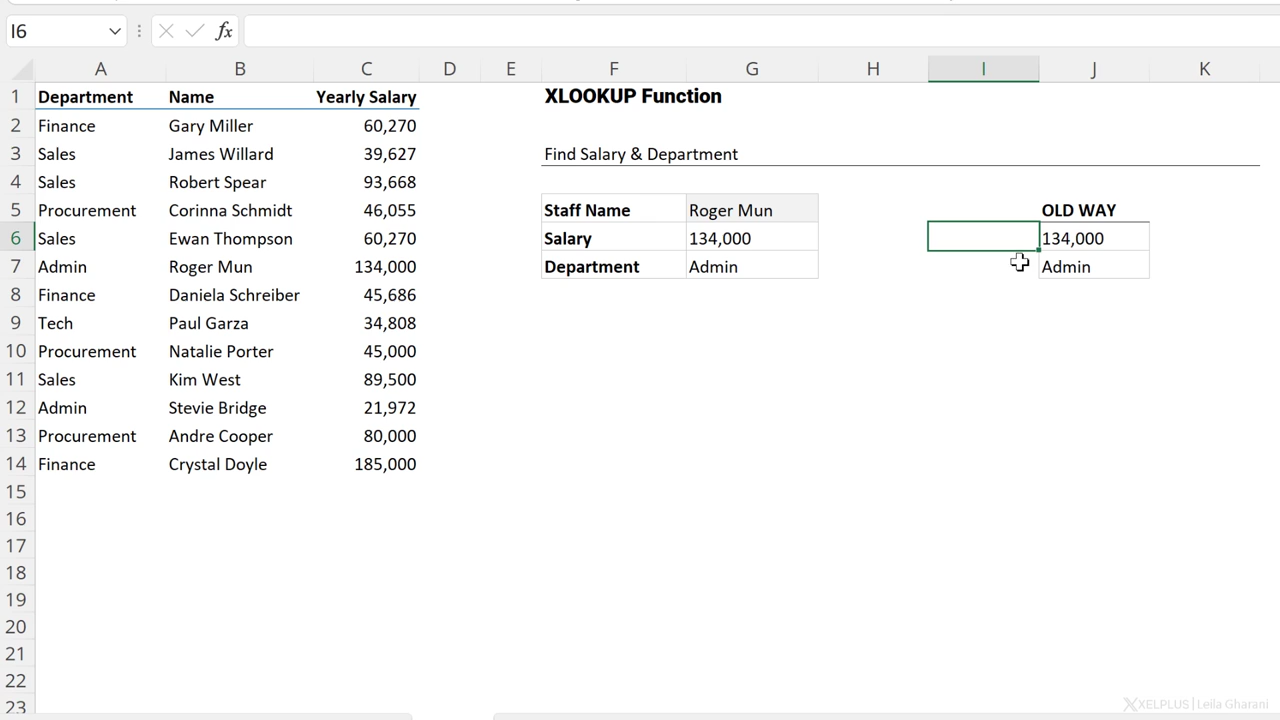 I6 fx
A B C D E F G H I J K
1 Department Name Yearly Salary XLOOKUP Function
2 Finance Gary Miller 60,270
3 Sales James Willard 39,627 Find Salary & Department
4 Sales Robert Spear 93,668
5 Procurement Corinna Schmidt 46,055 Staff Name Roger Mun OLD WAY
6 Sales Ewan Thompson 60,270 Salary 134,000 134,000
7 Admin Roger Mun 134,000 Department Admin Admin
8 Finance Daniela Schreiber 45,686
9 Tech Paul Garza 34,808
10 Procurement Natalie Porter 45,000
11 Sales Kim West 89,500
12 Admin Stevie Bridge 21,972
13 Procurement Andre Cooper 80,000
14 Finance Crystal Doyle 185,000
15
16
17
18
19
20
21
22
23
XELPLUS | Leila Gharani